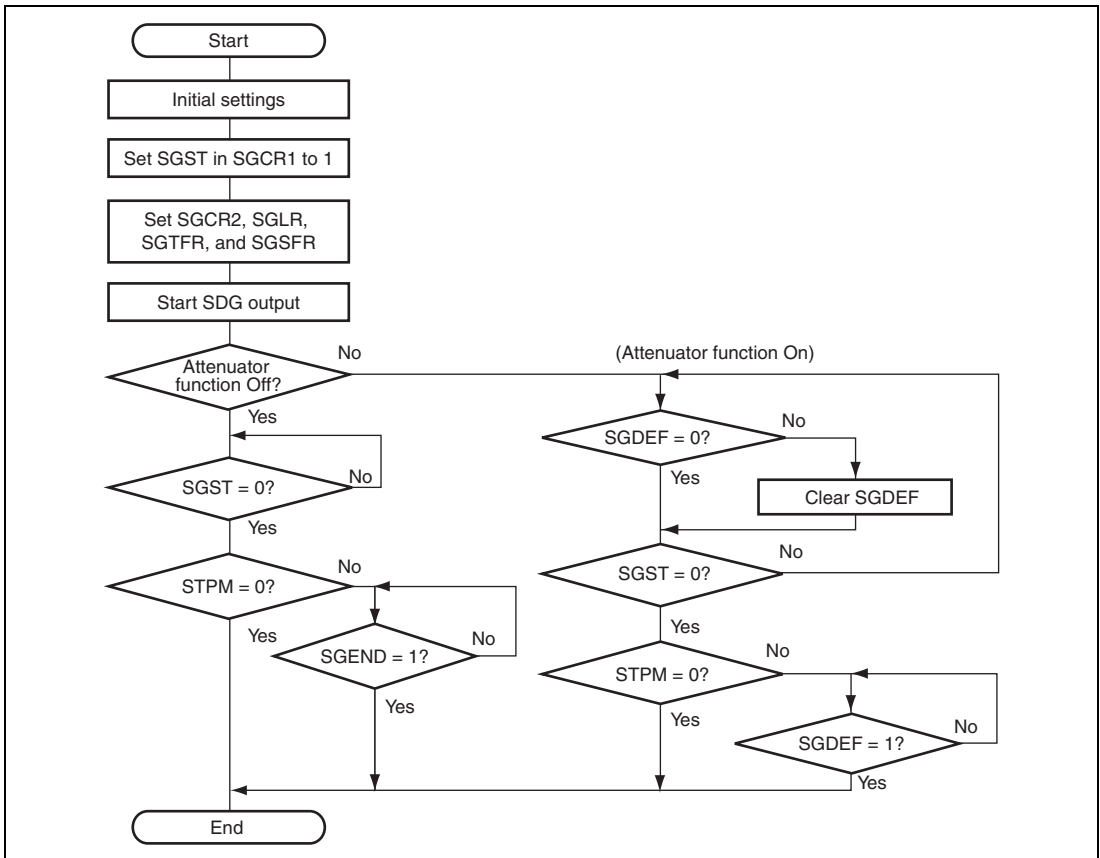 Start
Initial settings
Set SGST in SGCR1 to 1
Set SGCR2, SGLR,
SGTFR, and SGSFR
Start SDG output
Attenuator
function Off?
No
(Attenuator function On)
Yes
SGDEF = 0?
No
Yes
Clear SGDEF
SGST = 0?
No
Yes
SGST = 0?
No
Yes
STPM = 0?
No
Yes
SGEND = 1?
No
Yes
STPM = 0?
No
Yes
SGDEF = 1?
No
Yes
End